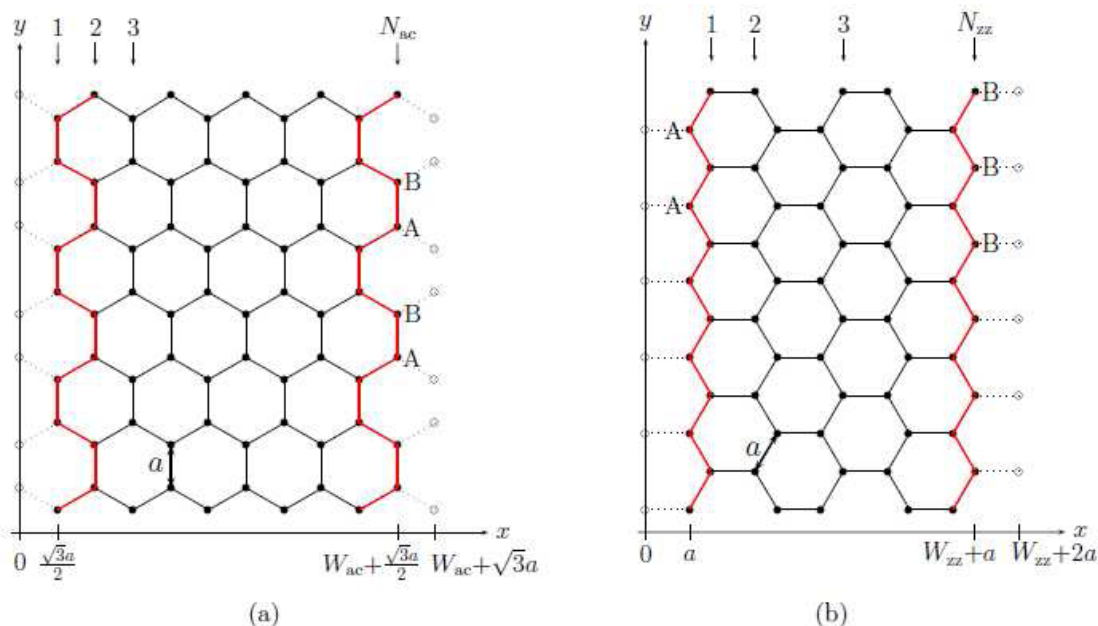 y 1 2 3 N_ac
B
A
B
A
a
x
0 √3a/2 W_ac+√3a/2 W_ac+√3a
(a)
y 1 2 3 N_zz
B
A
B
A
B
a
x
0 a W_zz+a W_zz+2a
(b)